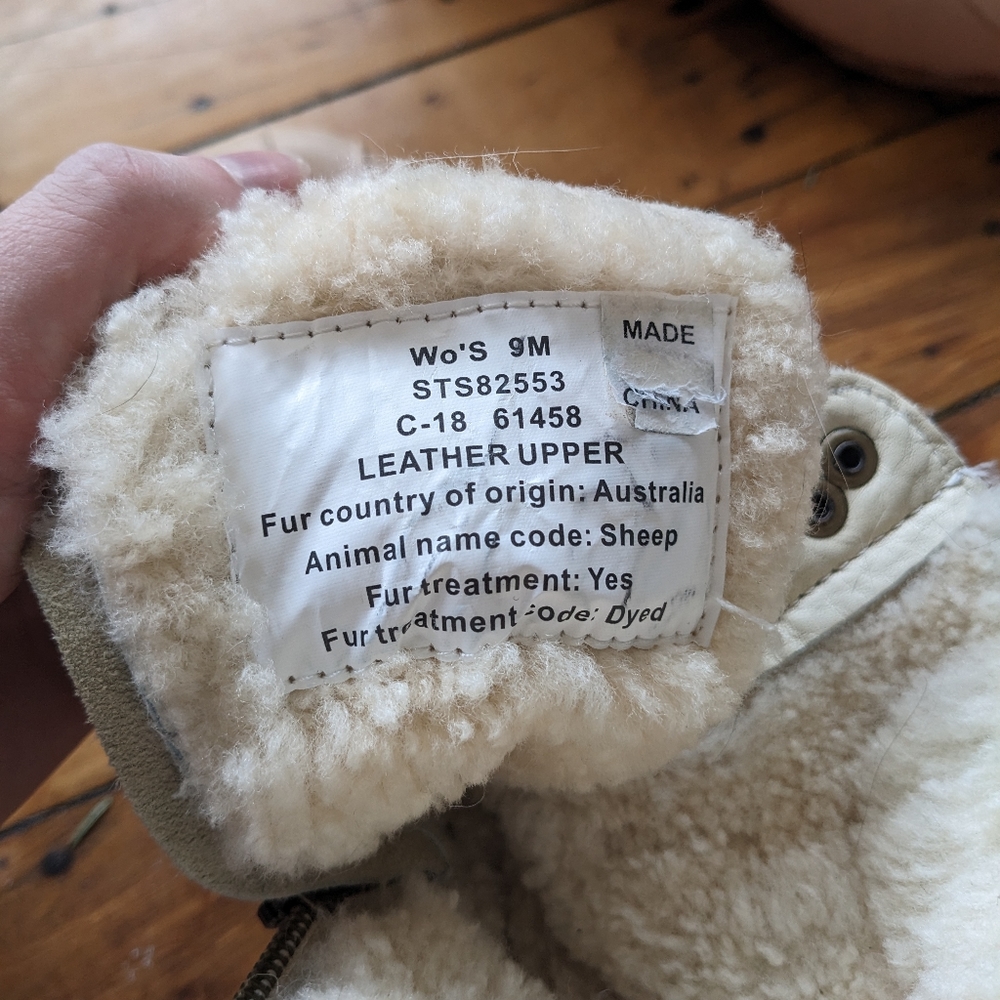 Wo'S 9M
STS82553
C-18 61458
LEATHER UPPER
Fur country of origin: Australia
Animal name code: Sheep
Fur treatment: Yes
Fur treatment code: Dyed
MADE
CHINA